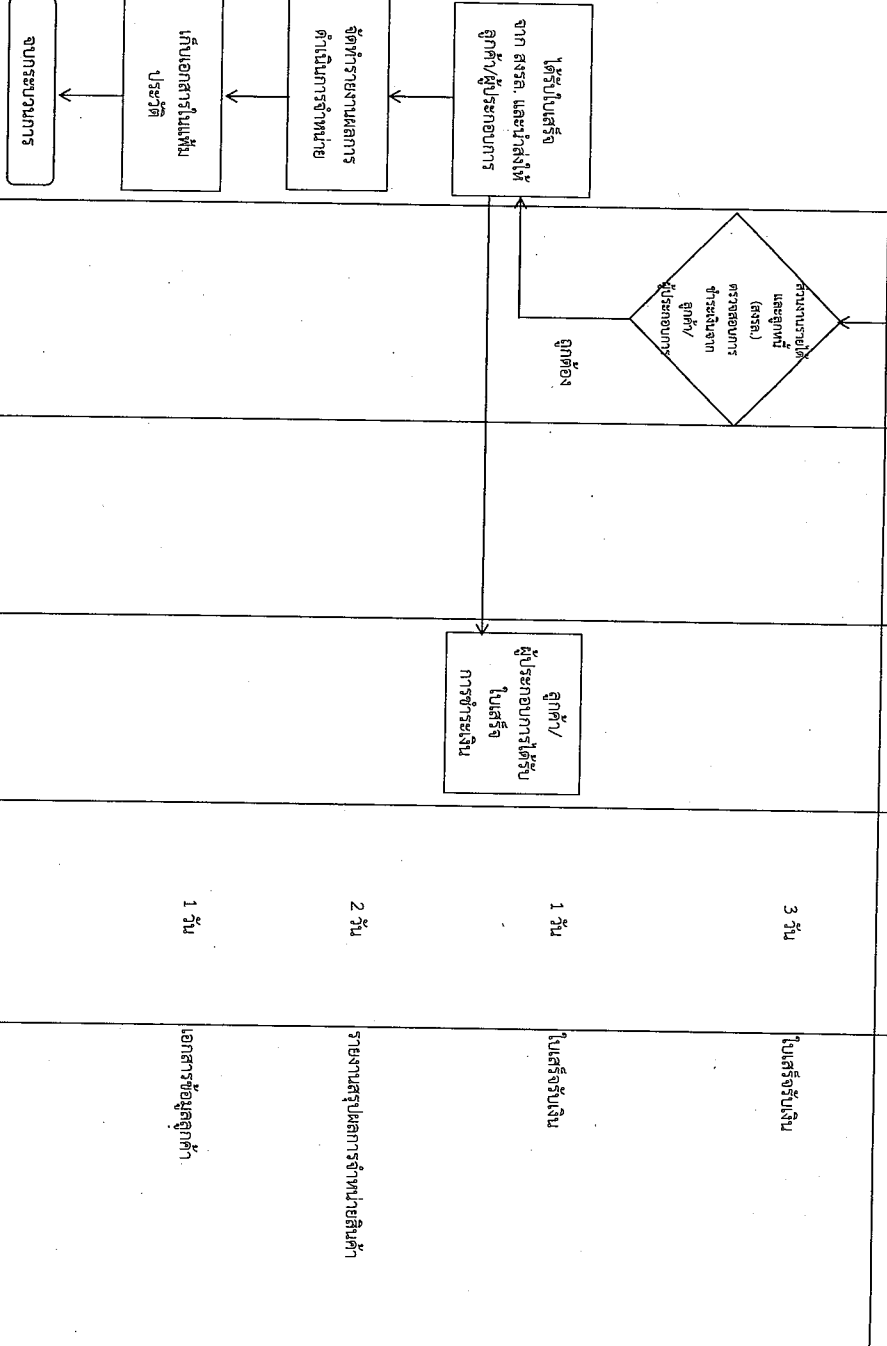 ส่วนงานรายได้
และลูกหนี้
(สงรล.)
ตรวจสอบการ
ชำระเงินจาก
ลูกค้า/
ผู้ประกอบการ
3 วัน
ใบเสร็จรับเงิน
ถูกต้อง
ได้รับใบเสร็จ
จาก สงรล. และนำส่งให้
ลูกค้า/ผู้ประกอบการ
ลูกค้า/
ผู้ประกอบการได้รับ
ใบเสร็จ
การชำระเงิน
1 วัน
ใบเสร็จรับเงิน
จัดทำรายงานผลการ
ดำเนินการจำหน่าย
2 วัน
รายงานสรุปผลการจำหน่ายสินค้า
เก็บเอกสารในแฟ้ม
ประวัติ
1 วัน
เอกสารข้อมูลลูกค้า
จบกระบวนการ